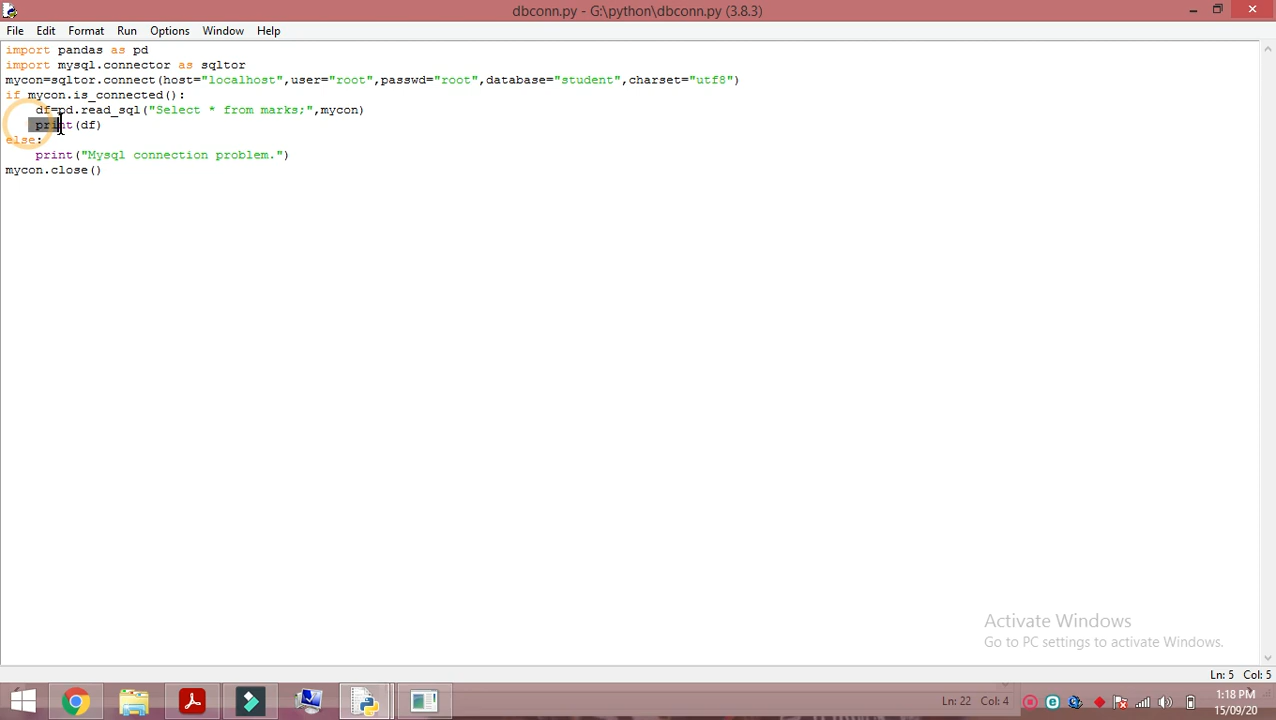 dbconn.py - G:\python\dbconn.py (3.8.3)
File Edit Format Run Options Window Help
import pandas as pd
import mysql.connector as sqltor
mycon=sqltor.connect(host="localhost",user="root",passwd="root",database="student",charset="utf8")
if mycon.is_connected():
    df=pd.read_sql("Select * from marks;",mycon)
    print(df)
else:
    print("Mysql connection problem.")
mycon.close()
Activate Windows
Go to PC settings to activate Windows.
Ln: 5 Col: 5
Ln: 22 Col: 4
1:18 PM
15/09/20